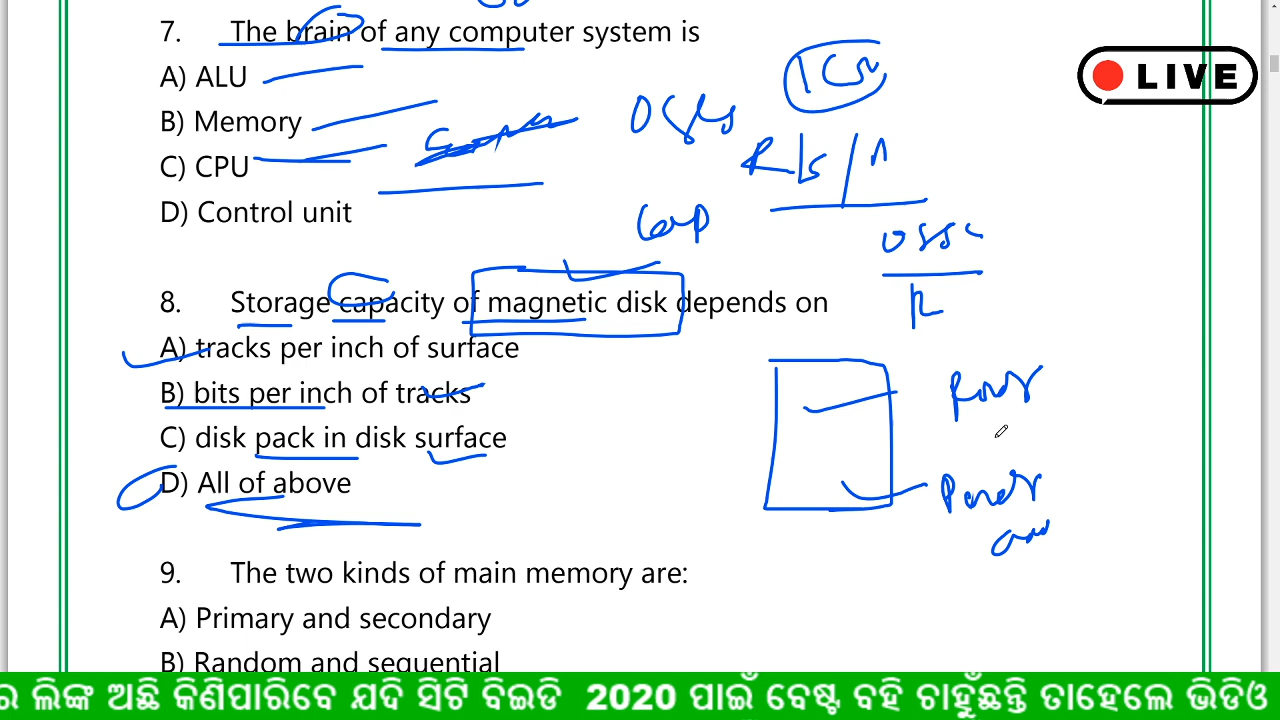 7. The brain of any computer system is
A) ALU
B) Memory
C) CPU
D) Control unit
LIVE
8. Storage capacity of magnetic disk depends on
A) tracks per inch of surface
B) bits per inch of tracks
C) disk pack in disk surface
D) All of above
OSSC
9. The two kinds of main memory are:
A) Primary and secondary
B) Random and sequential
ର ଲିଙ୍କ ଅଛି କିଣିପାରିବେ ଯଦି ସିଟି ବିଇଡି 2020 ପାଇଁ ବେଷ୍ଟ ବହି ଚାହୁଁଛନ୍ତି ତାହେଲେ ଭିଡିଓ